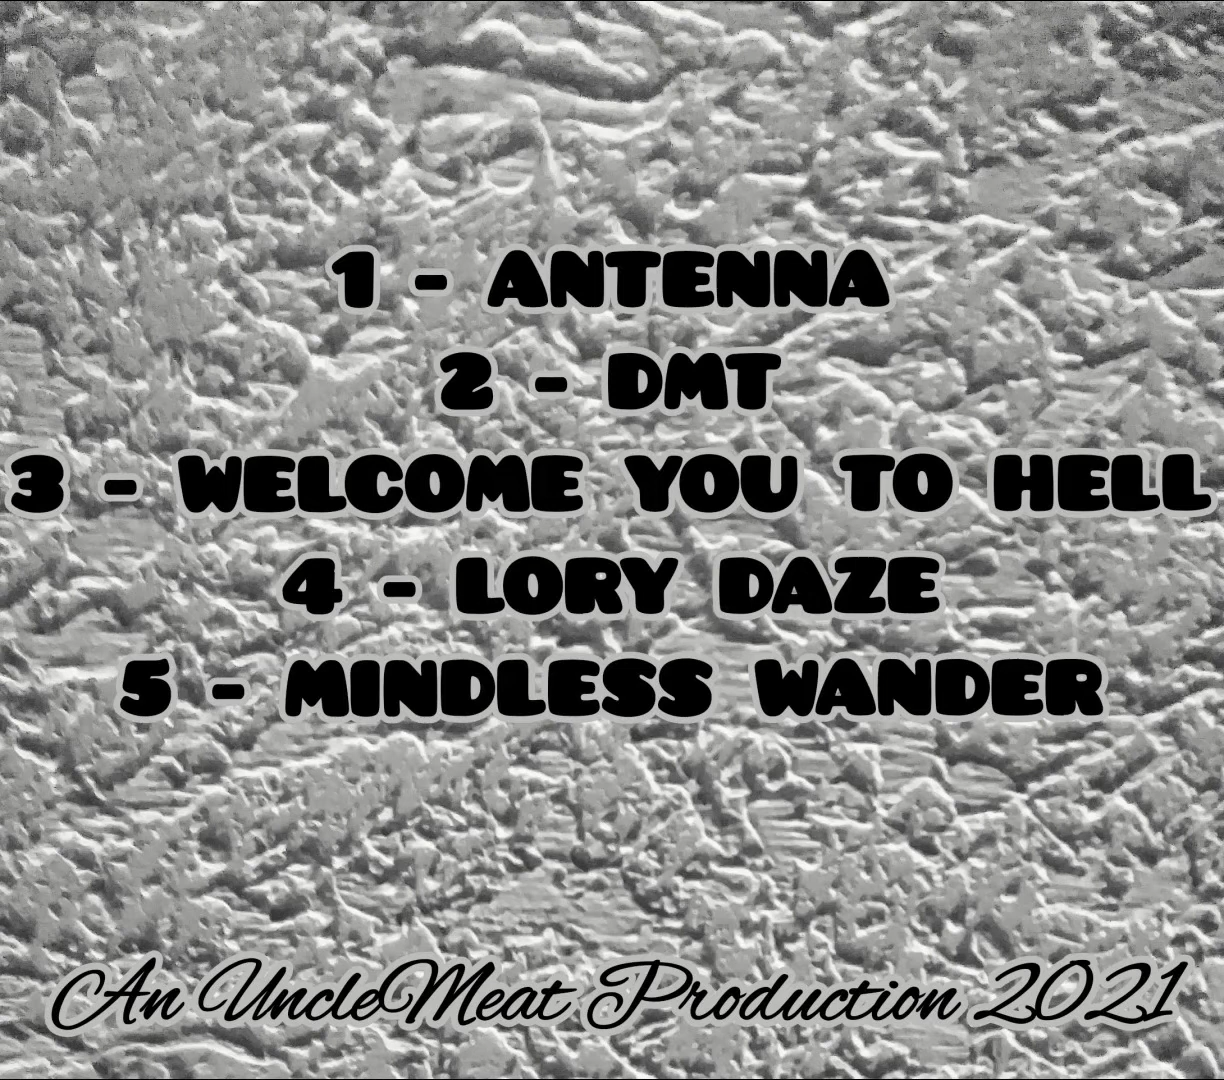 1 - ANTENNA
2 - DMT
3 - WELCOME YOU TO HELL
4 - LORY DAZE
5 - MINDLESS WANDER
An UncleMeat Production 2021